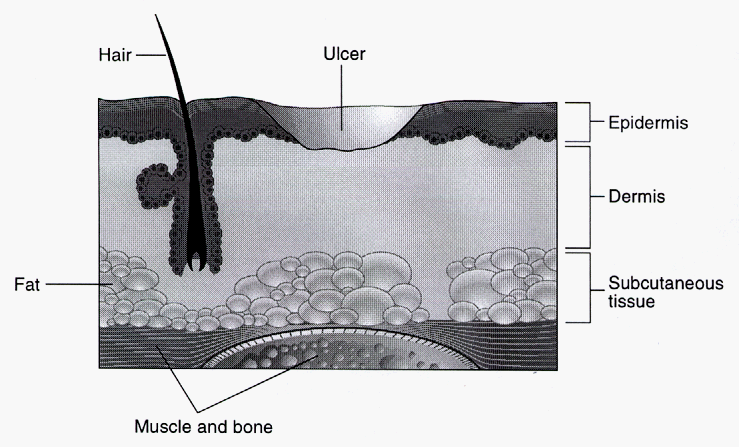 Hair
Ulcer
Epidermis
Dermis
Fat
Subcutaneous
tissue
Muscle and bone